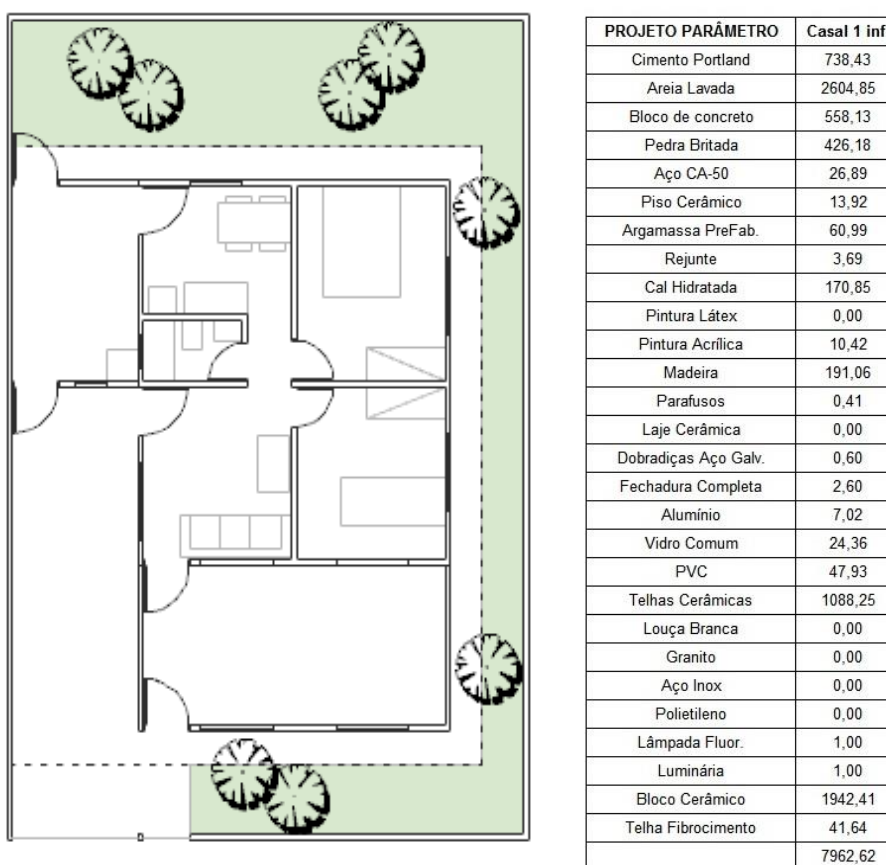 PROJETO PARÂMETRO Casal 1 inf
Cimento Portland 738,43
Areia Lavada 2604,85
Bloco de concreto 558,13
Pedra Britada 426,18
Aço CA-50 26,89
Piso Cerâmico 13,92
Argamassa PreFab. 60,99
Rejunte 3,69
Cal Hidratada 170,85
Pintura Látex 0,00
Pintura Acrílica 10,42
Madeira 191,06
Parafusos 0,41
Laje Cerâmica 0,00
Dobradiças Aço Galv. 0,60
Fechadura Completa 2,60
Alumínio 7,02
Vidro Comum 24,36
PVC 47,93
Telhas Cerâmicas 1088,25
Louça Branca 0,00
Granito 0,00
Aço Inox 0,00
Polietileno 0,00
Lâmpada Fluor. 1,00
Luminária 1,00
Bloco Cerâmico 1942,41
Telha Fibrocimento 41,64
7962,62